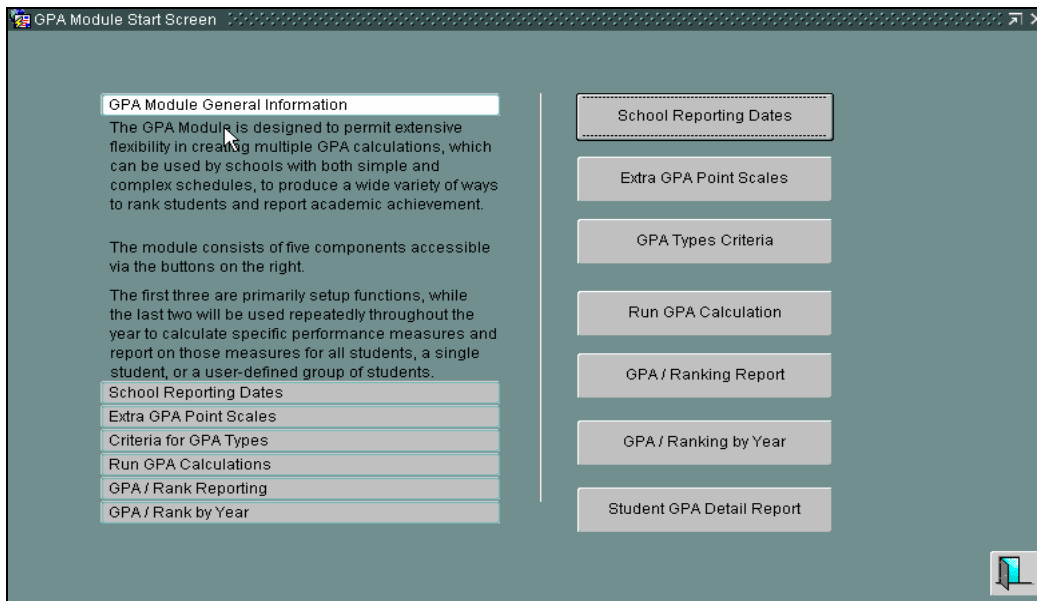 GPA Module Start Screen
GPA Module General Information
The GPA Module is designed to permit extensive
flexibility in creating multiple GPA calculations, which
can be used by schools with both simple and
complex schedules, to produce a wide variety of ways
to rank students and report academic achievement.
The module consists of five components accessible
via the buttons on the right.
The first three are primarily setup functions, while
the last two will be used repeatedly throughout the
year to calculate specific performance measures and
report on those measures for all students, a single
student, or a user-defined group of students.
School Reporting Dates
Extra GPA Point Scales
Criteria for GPA Types
Run GPA Calculations
GPA / Rank Reporting
GPA / Rank by Year
School Reporting Dates
Extra GPA Point Scales
GPA Types Criteria
Run GPA Calculation
GPA / Ranking Report
GPA / Ranking by Year
Student GPA Detail Report